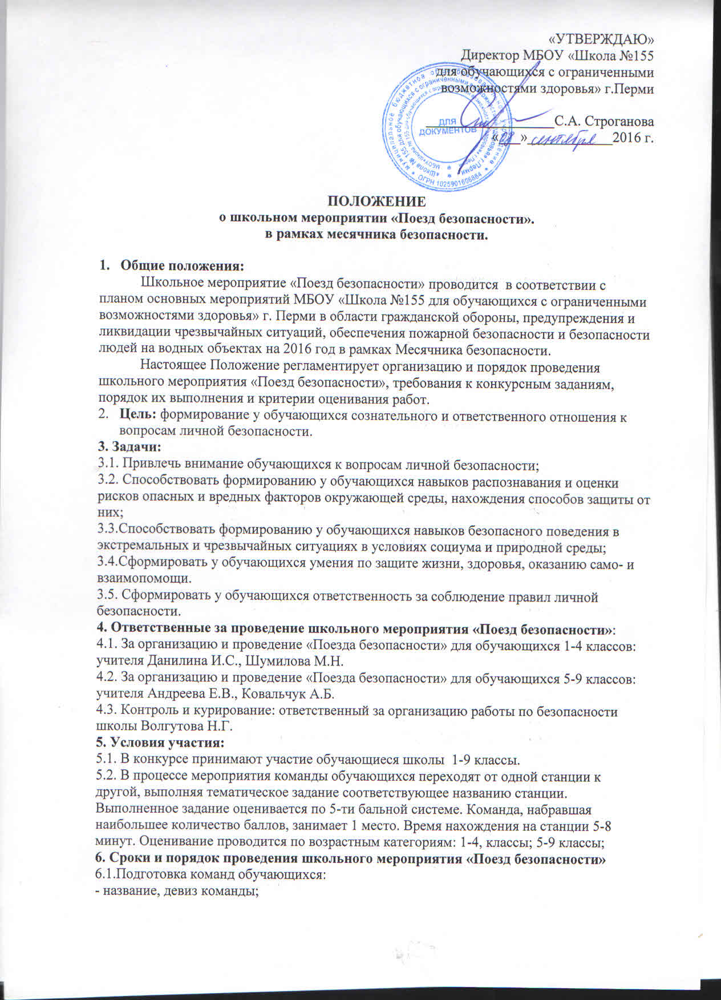 «УТВЕРЖДАЮ»
Директор МБОУ «Школа №155
для обучающихся с ограниченными
возможностями здоровья» г.Перми
С.А. Строганова
« » сентября 2016 г.
ДЛЯ
ДОКУМЕНТОВ
ОГРН 1025901606884
ПОЛОЖЕНИЕ
о школьном мероприятии «Поезд безопасности».
в рамках месячника безопасности.
1. Общие положения:
Школьное мероприятие «Поезд безопасности» проводится в соответствии с
планом основных мероприятий МБОУ «Школа №155 для обучающихся с ограниченными
возможностями здоровья» г. Перми в области гражданской обороны, предупреждения и
ликвидации чрезвычайных ситуаций, обеспечения пожарной безопасности и безопасности
людей на водных объектах на 2016 год в рамках Месячника безопасности.
Настоящее Положение регламентирует организацию и порядок проведения
школьного мероприятия «Поезд безопасности», требования к конкурсным заданиям,
порядок их выполнения и критерии оценивания работ.
2. Цель: формирование у обучающихся сознательного и ответственного отношения к
вопросам личной безопасности.
3. Задачи:
3.1. Привлечь внимание обучающихся к вопросам личной безопасности;
3.2. Способствовать формированию у обучающихся навыков распознавания и оценки
рисков опасных и вредных факторов окружающей среды, нахождения способов защиты от
них;
3.3.Способствовать формированию у обучающихся навыков безопасного поведения в
экстремальных и чрезвычайных ситуациях в условиях социума и природной среды;
3.4.Сформировать у обучающихся умения по защите жизни, здоровья, оказанию само- и
взаимопомощи.
3.5. Сформировать у обучающихся ответственность за соблюдение правил личной
безопасности.
4. Ответственные за проведение школьного мероприятия «Поезд безопасности»:
4.1. За организацию и проведение «Поезда безопасности» для обучающихся 1-4 классов:
учителя Данилина И.С., Шумилова М.Н.
4.2. За организацию и проведение «Поезда безопасности» для обучающихся 5-9 классов:
учителя Андреева Е.В., Ковальчук А.Б.
4.3. Контроль и курирование: ответственный за организацию работы по безопасности
школы Волгутова Н.Г.
5. Условия участия:
5.1. В конкурсе принимают участие обучающиеся школы 1-9 классы.
5.2. В процессе мероприятия команды обучающихся переходят от одной станции к
другой, выполняя тематическое задание соответствующее названию станции.
Выполненное задание оценивается по 5-ти бальной системе. Команда, набравшая
наибольшее количество баллов, занимает 1 место. Время нахождения на станции 5-8
минут. Оценивание проводится по возрастным категориям: 1-4, классы; 5-9 классы;
6. Сроки и порядок проведения школьного мероприятия «Поезд безопасности»
6.1.Подготовка команд обучающихся:
- название, девиз команды;